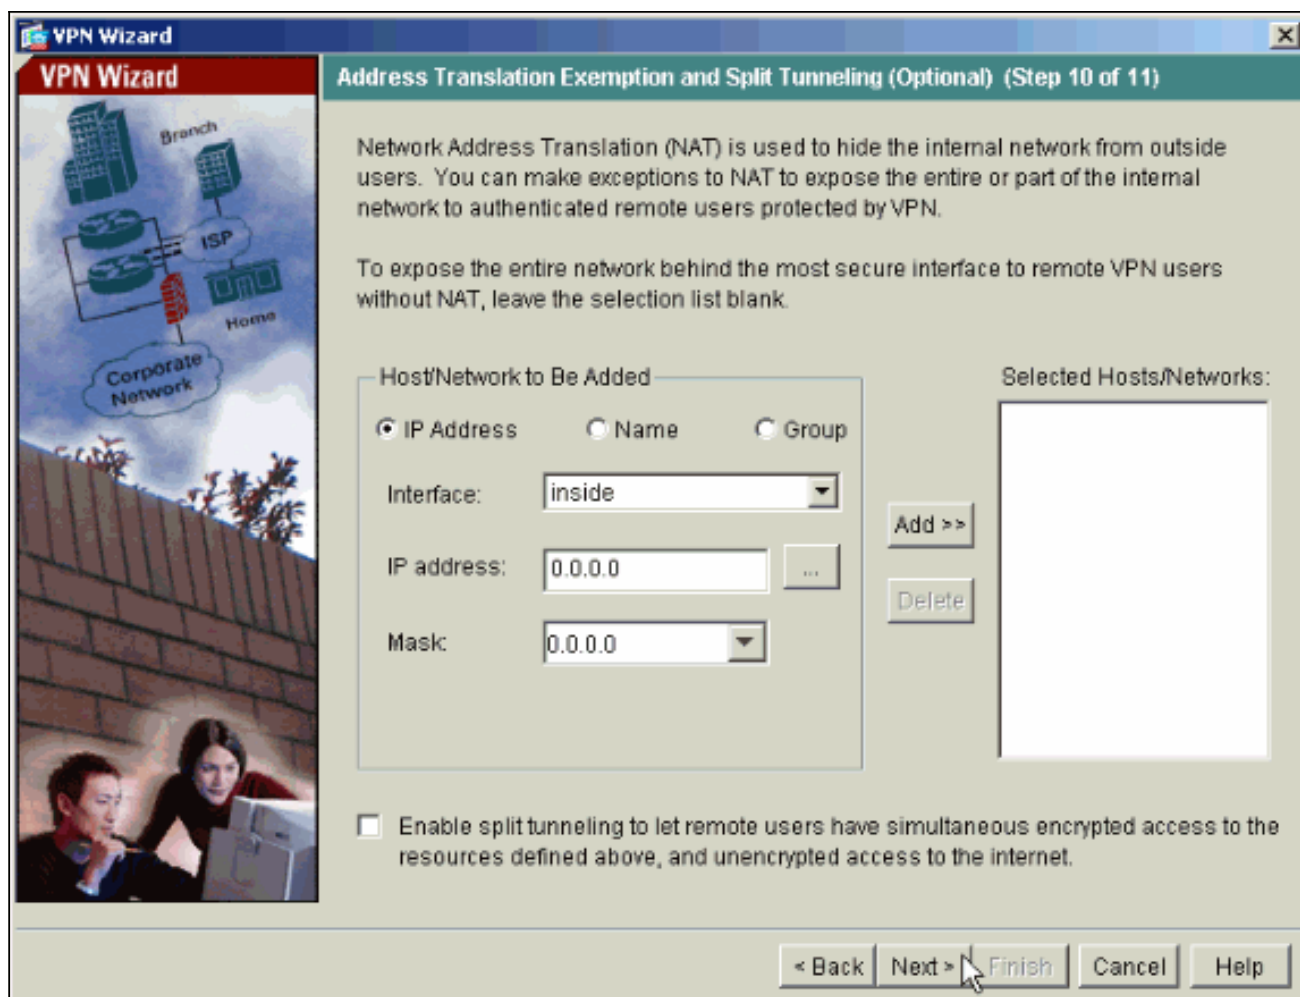 VPN Wizard
VPN Wizard
Address Translation Exemption and Split Tunneling (Optional) (Step 10 of 11)
Branch
ISP
Home
Corporate
Network
Network Address Translation (NAT) is used to hide the internal network from outside
users. You can make exceptions to NAT to expose the entire or part of the internal
network to authenticated remote users protected by VPN.
To expose the entire network behind the most secure interface to remote VPN users
without NAT, leave the selection list blank.
Host/Network to Be Added
Selected Hosts/Networks:
IP Address Name Group
Interface: inside
Add >>
IP address: 0.0.0.0 ...
Delete
Mask: 0.0.0.0
Enable split tunneling to let remote users have simultaneous encrypted access to the
resources defined above, and unencrypted access to the internet.
< Back Next > Finish Cancel Help